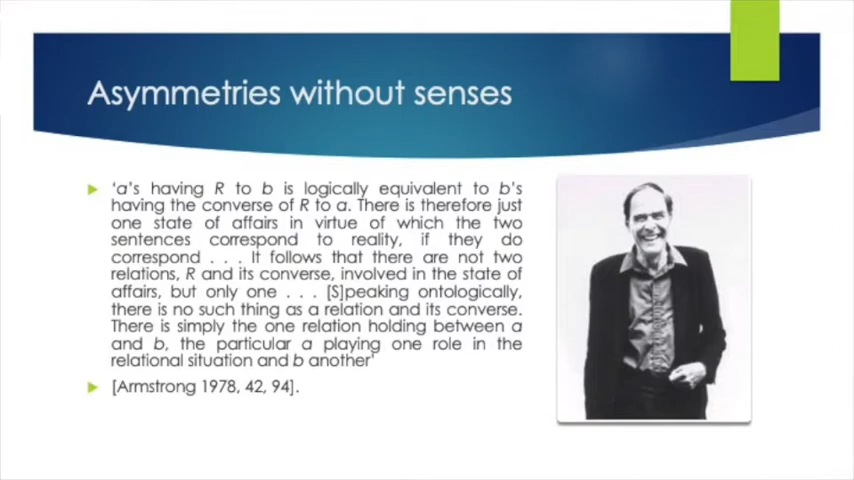 Asymmetries without senses
‘a's having R to b is logically equivalent to b's
having the converse of R to a. There is therefore just
one state of affairs in virtue of which the two
sentences correspond to reality, if they do
correspond . . . It follows that there are not two
relations, R and its converse, involved in the state of
affairs, but only one . . . [S]peaking ontologically,
there is no such thing as a relation and its converse.
There is simply the one relation holding between a
and b, the particular a playing one role in the
relational situation and b another'
[Armstrong 1978, 42, 94].